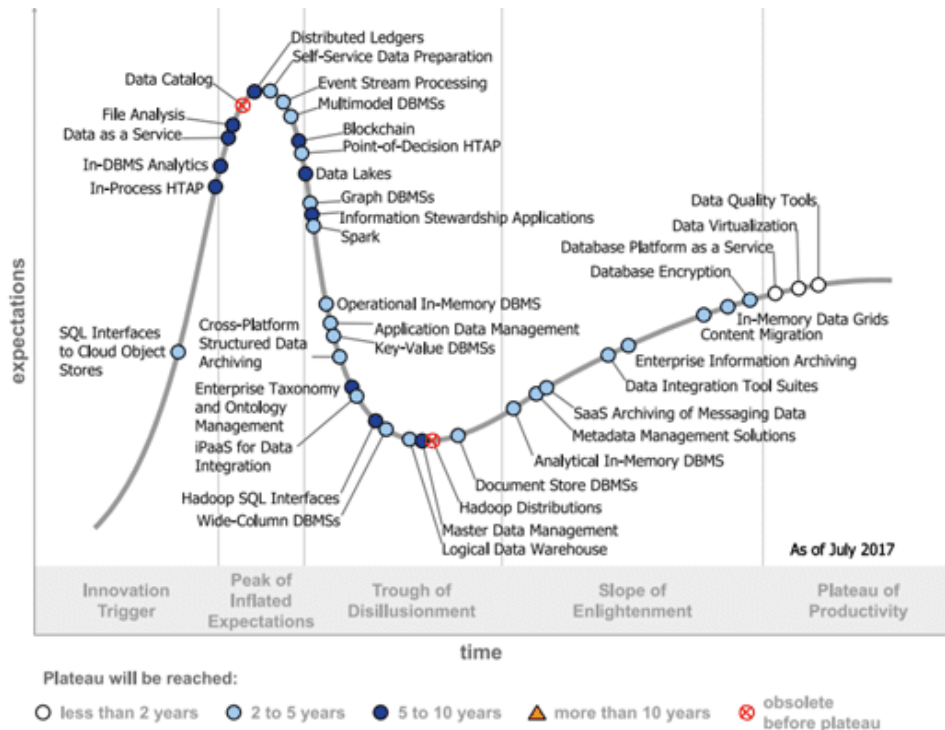 Distributed Ledgers
Self-Service Data Preparation
Data Catalog
Event Stream Processing
Multimodel DBMSs
File Analysis
Data as a Service
Blockchain
Point-of-Decision HTAP
In-DBMS Analytics
Data Lakes
In-Process HTAP
Graph DBMSs
Information Stewardship Applications
Spark
Data Quality Tools
Data Virtualization
Database Platform as a Service
Database Encryption
Operational In-Memory DBMS
In-Memory Data Grids
Content Migration
Application Data Management
Key-Value DBMSs
SQL Interfaces
to Cloud Object
Stores
Cross-Platform
Structured Data
Archiving
Enterprise Information Archiving
Data Integration Tool Suites
Enterprise Taxonomy
and Ontology
Management
iPaaS for Data
Integration
SaaS Archiving of Messaging Data
Metadata Management Solutions
Analytical In-Memory DBMS
Document Store DBMSs
Hadoop SQL Interfaces
Wide-Column DBMSs
Hadoop Distributions
Master Data Management
Logical Data Warehouse
As of July 2017
expectations
Innovation
Trigger
Peak of
Inflated
Expectations
Trough of
Disillusionment
Slope of
Enlightenment
Plateau of
Productivity
time
Plateau will be reached:
less than 2 years
2 to 5 years
5 to 10 years
more than 10 years
obsolete
before plateau